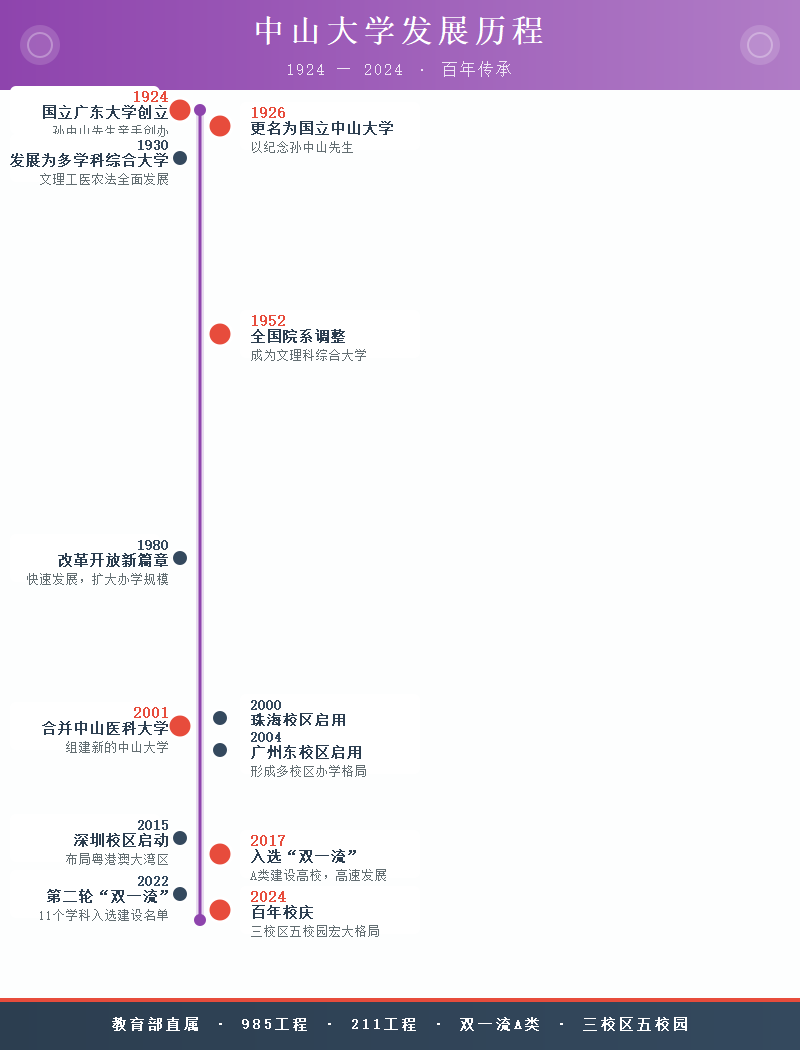 中山大学发展历程
1924 — 2024 · 百年传承
1924
国立广东大学创立
孙中山先生亲手创办
1926
更名为国立中山大学
以纪念孙中山先生
1930
发展为多学科综合大学
文理工医农法全面发展
1952
全国院系调整
成为文理科综合大学
1980
改革开放新篇章
快速发展，扩大办学规模
2000
珠海校区启用
2001
合并中山医科大学
组建新的中山大学
2004
广州东校区启用
形成多校区办学格局
2015
深圳校区启动
布局粤港澳大湾区
2017
入选“双一流”
A类建设高校，高速发展
2022
第二轮“双一流”
11个学科入选建设名单
2024
百年校庆
三校区五校园宏大格局
教育部直属 · 985工程 · 211工程 · 双一流A类 · 三校区五校园